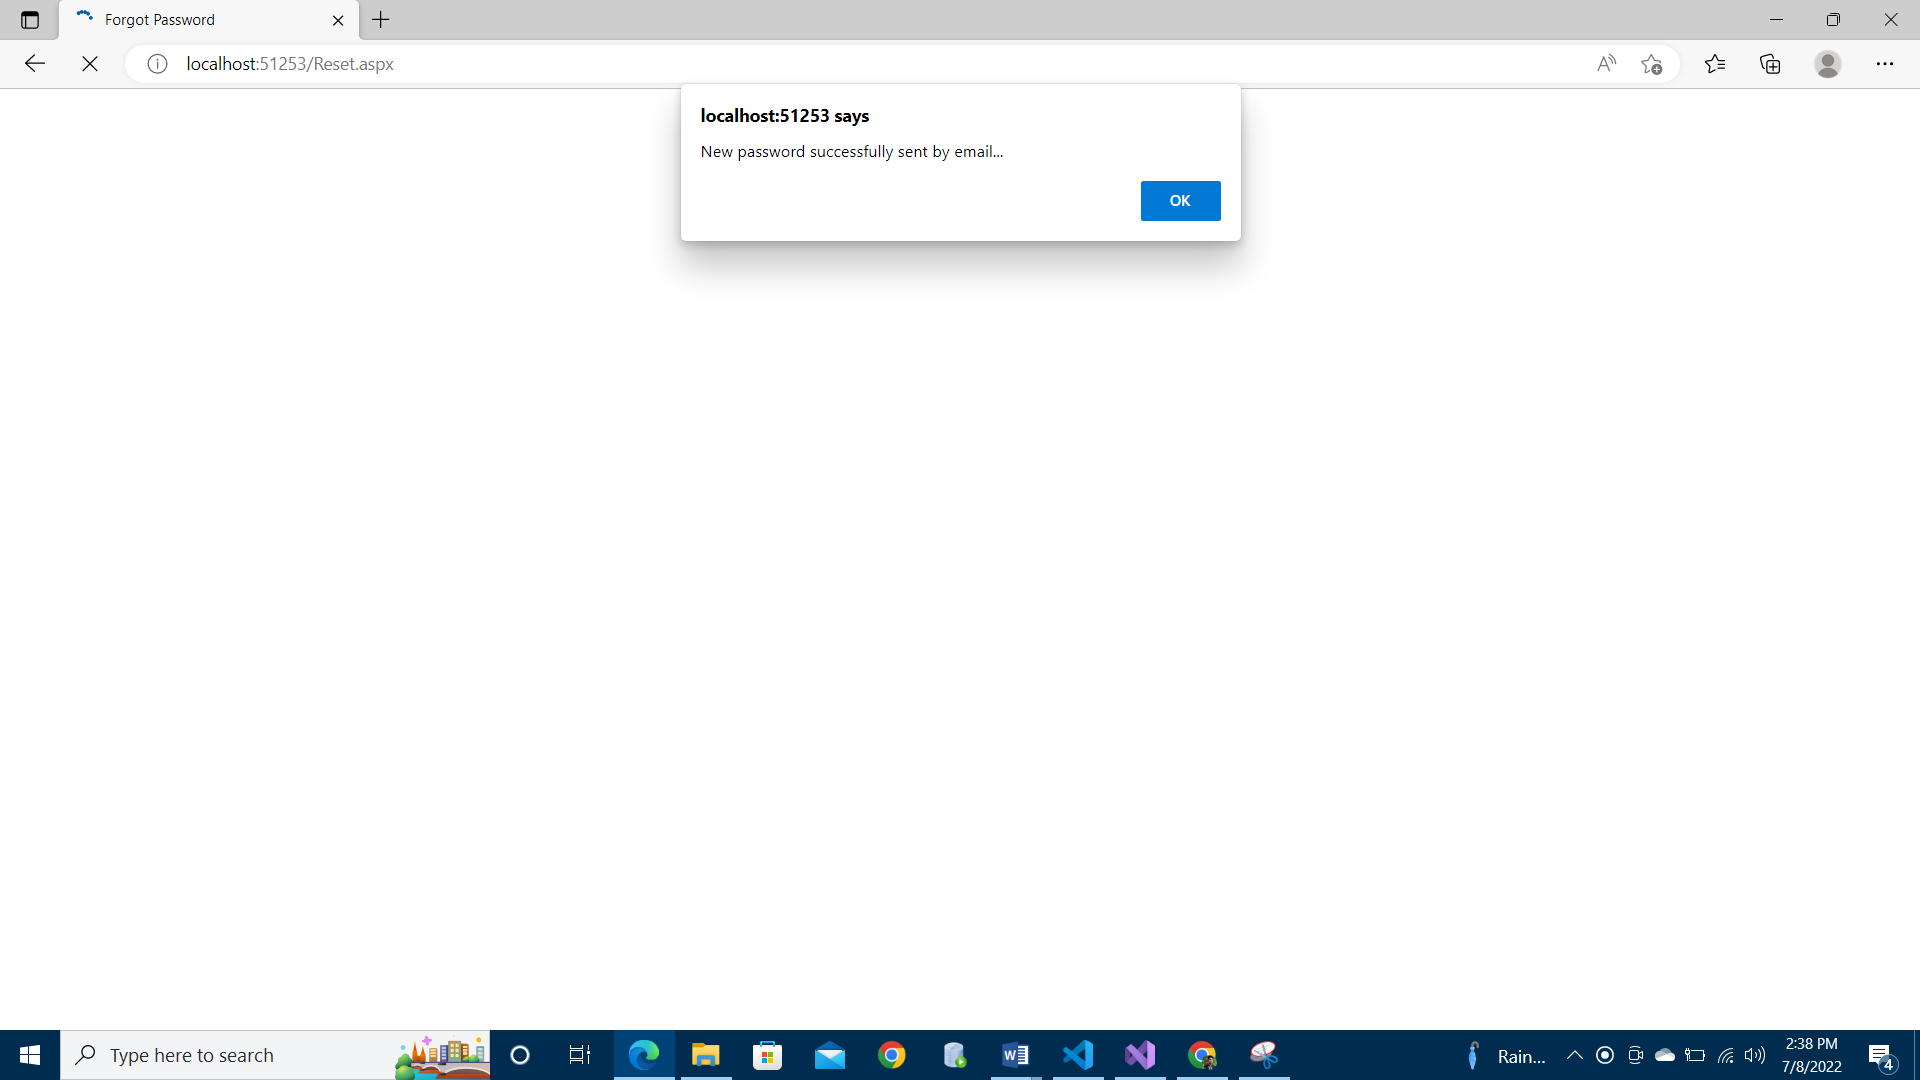 Forgot Password
localhost:51253/Reset.aspx
localhost:51253 says
New password successfully sent by email...
OK
Type here to search
Rain...
2:38 PM
7/8/2022
4